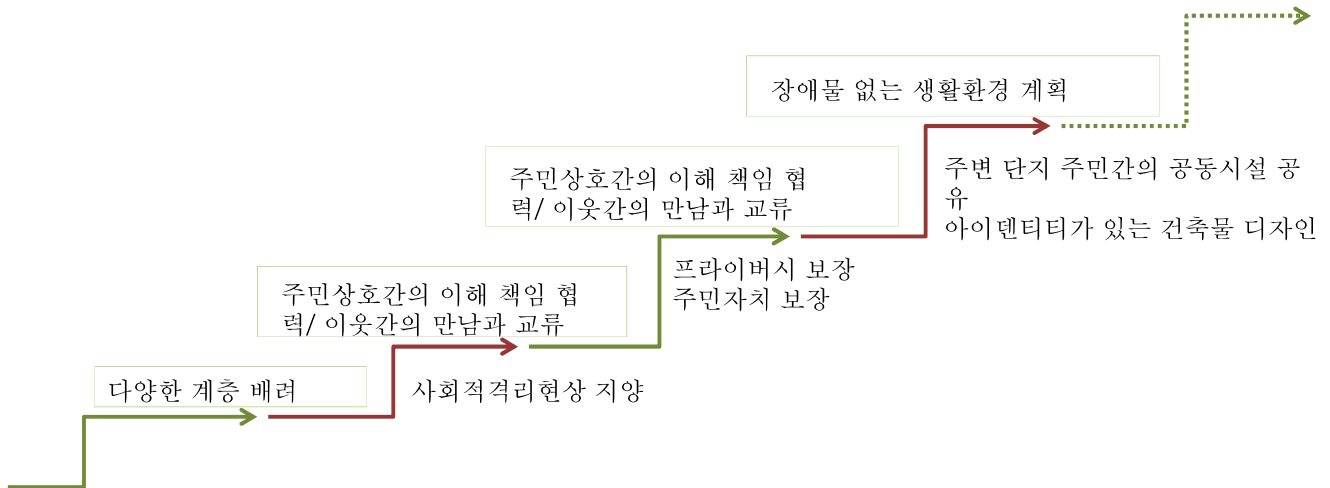 장애물 없는 생활환경 계획
주변 단지 주민간의 공동시설 공
유
아이덴티티가 있는 건축물 디자인
주민상호간의 이해 책임 협
력/ 이웃간의 만남과 교류
프라이버시 보장
주민자치 보장
주민상호간의 이해 책임 협
력/ 이웃간의 만남과 교류
사회적격리현상 지양
다양한 계층 배려